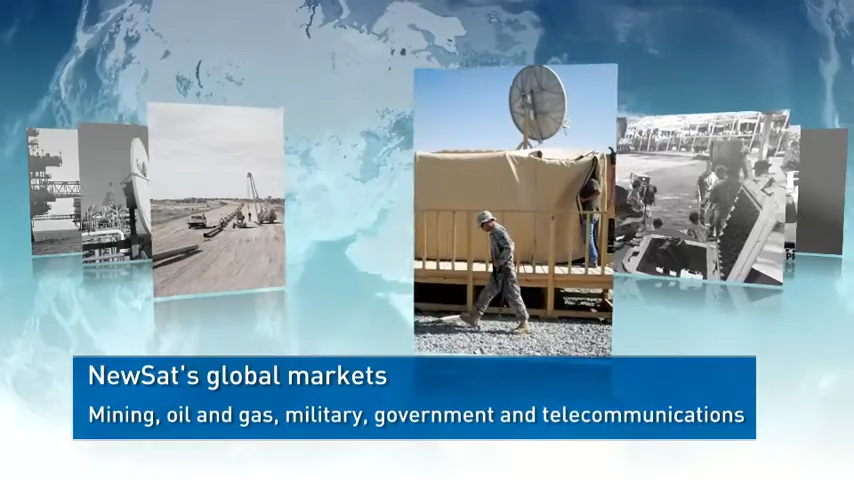 NewSat's global markets
Mining, oil and gas, military, government and telecommunications